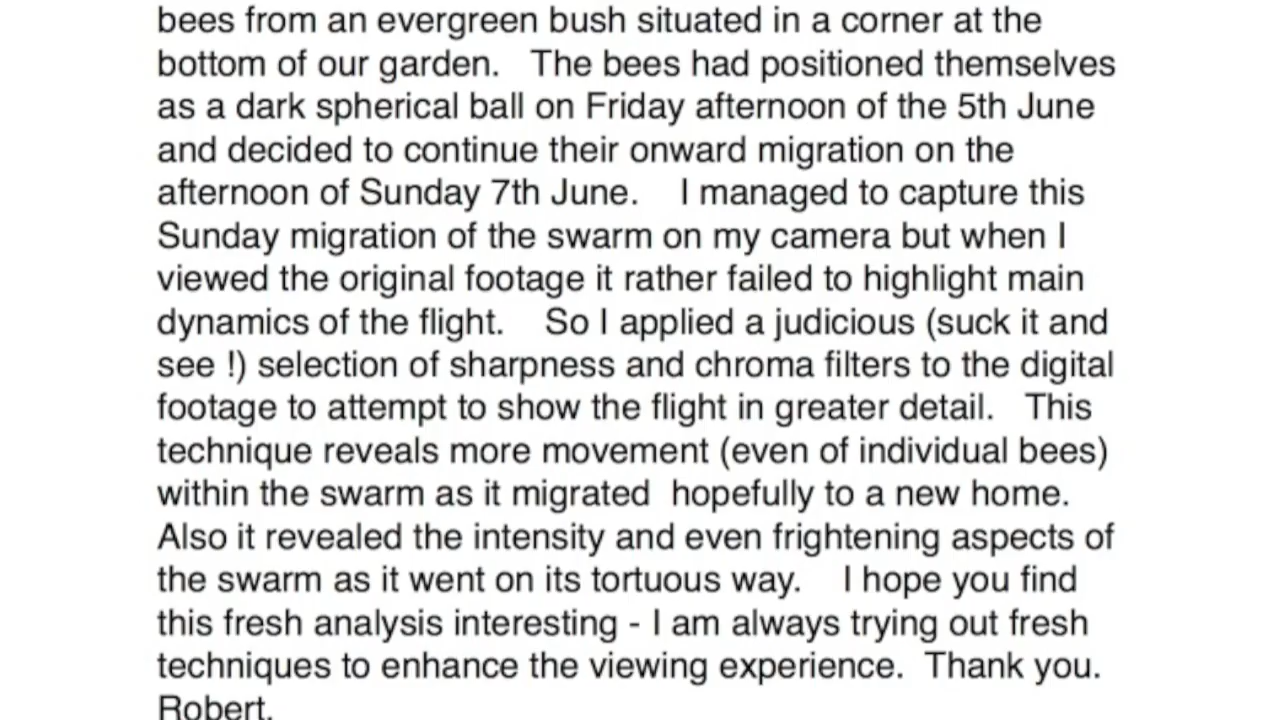 bees from an evergreen bush situated in a corner at the
bottom of our garden.   The bees had positioned themselves
as a dark spherical ball on Friday afternoon of the 5th June
and decided to continue their onward migration on the
afternoon of Sunday 7th June.    I managed to capture this
Sunday migration of the swarm on my camera but when I
viewed the original footage it rather failed to highlight main
dynamics of the flight.    So I applied a judicious (suck it and
see !) selection of sharpness and chroma filters to the digital
footage to attempt to show the flight in greater detail.   This
technique reveals more movement (even of individual bees)
within the swarm as it migrated  hopefully to a new home.
Also it revealed the intensity and even frightening aspects of
the swarm as it went on its tortuous way.    I hope you find
this fresh analysis interesting - I am always trying out fresh
techniques to enhance the viewing experience.  Thank you.
Robert.